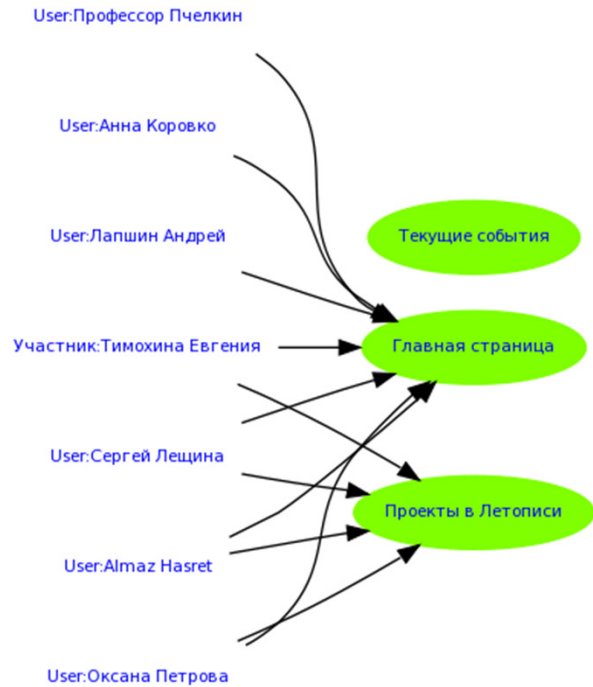 User:Профессор Пчелкин
User:Анна Коровко
User:Лапшин Андрей
Текущие события
Участник:Тимохина Евгения
Главная страница
User:Сергей Лещина
Проекты в Летописи
User:Almaz Hasret
User:Оксана Петрова